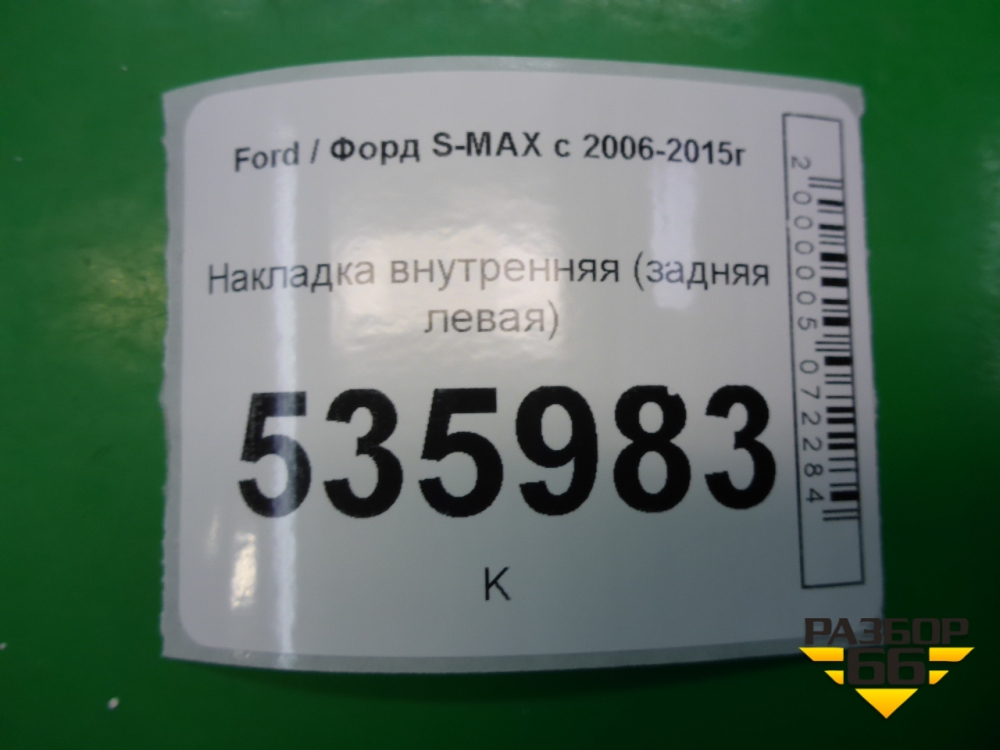 Ford / Форд S-MAX с 2006-2015г
Накладка внутренняя (задняя
левая)
535983
К
2000005072284
РАЗБОР
66